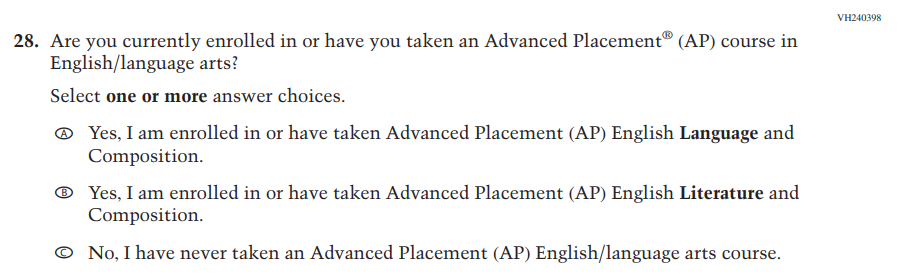 VH240398
28. Are you currently enrolled in or have you taken an Advanced Placement® (AP) course in
English/language arts?
Select one or more answer choices.
A Yes, I am enrolled in or have taken Advanced Placement (AP) English Language and
Composition.
B Yes, I am enrolled in or have taken Advanced Placement (AP) English Literature and
Composition.
C No, I have never taken an Advanced Placement (AP) English/language arts course.